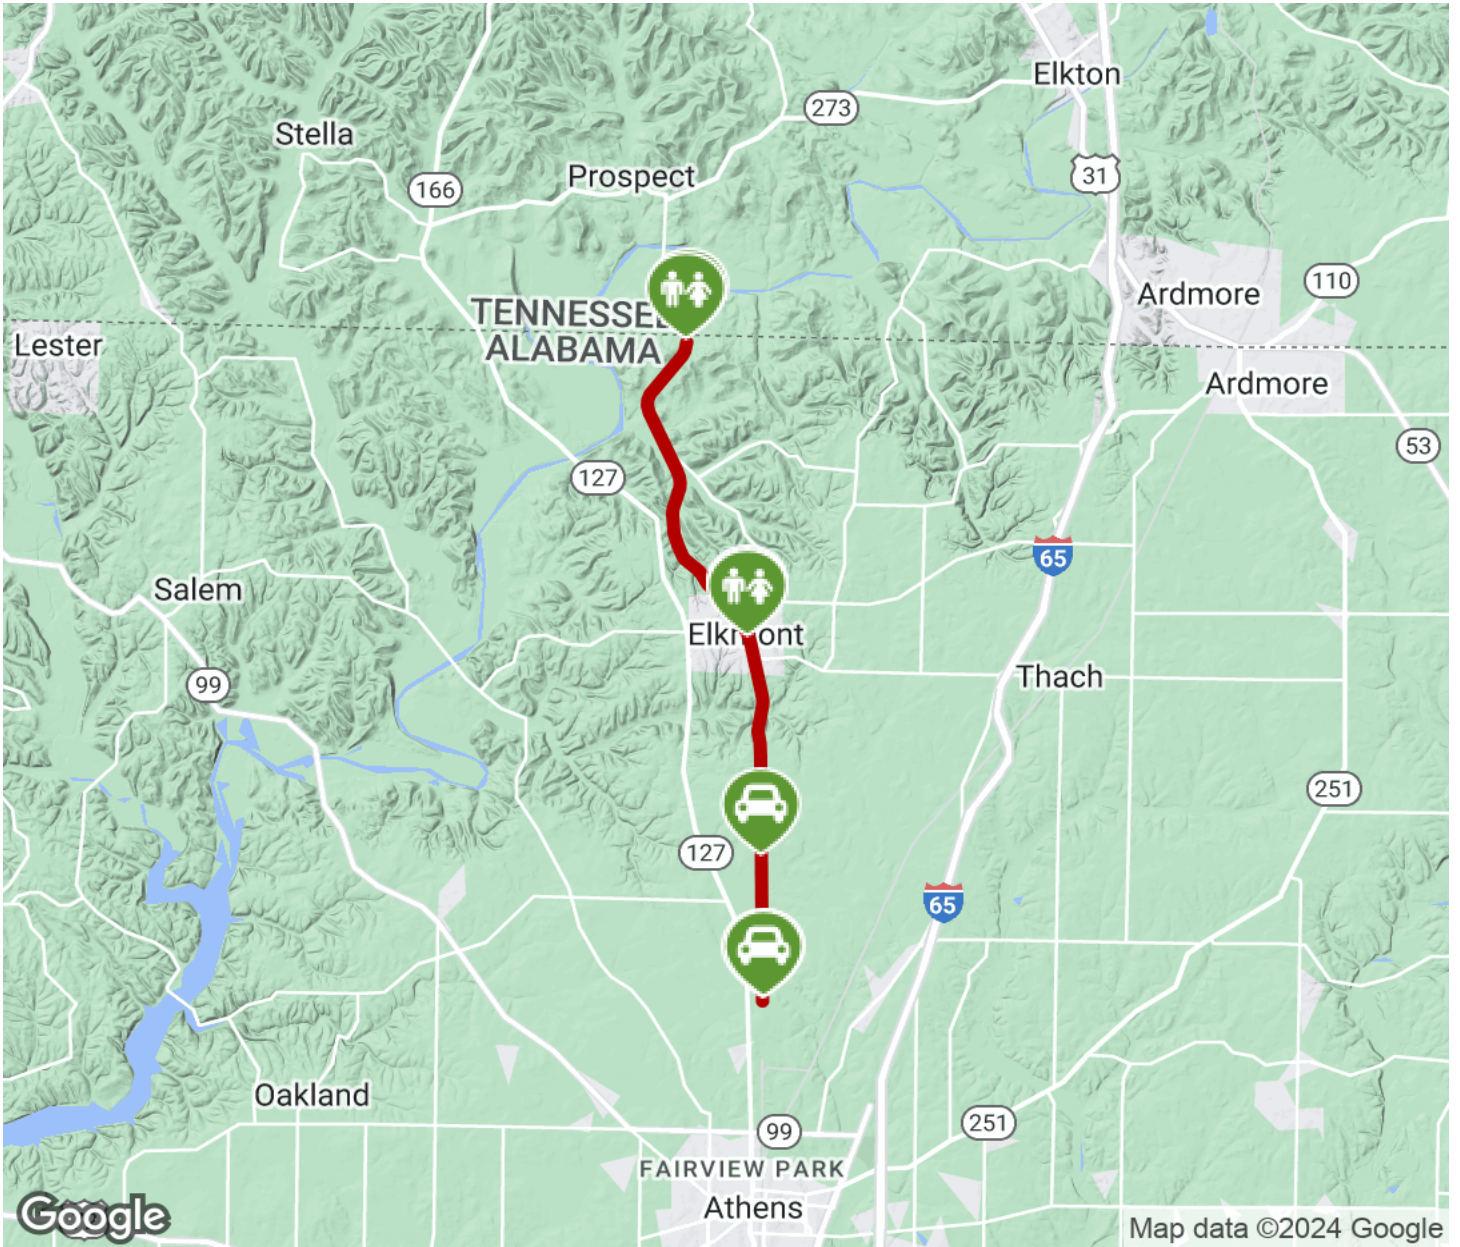 Elkton
273
Stella
Prospect
31
166
110
TENNESSEE
Ardmore
Lester
ALABAMA
Ardmore
53
127
65
Salem
Elkmont
Thach
99
251
127
65
Oakland
251
99
FAIRVIEW PARK
Athens
Google
Map data ©2024 Google